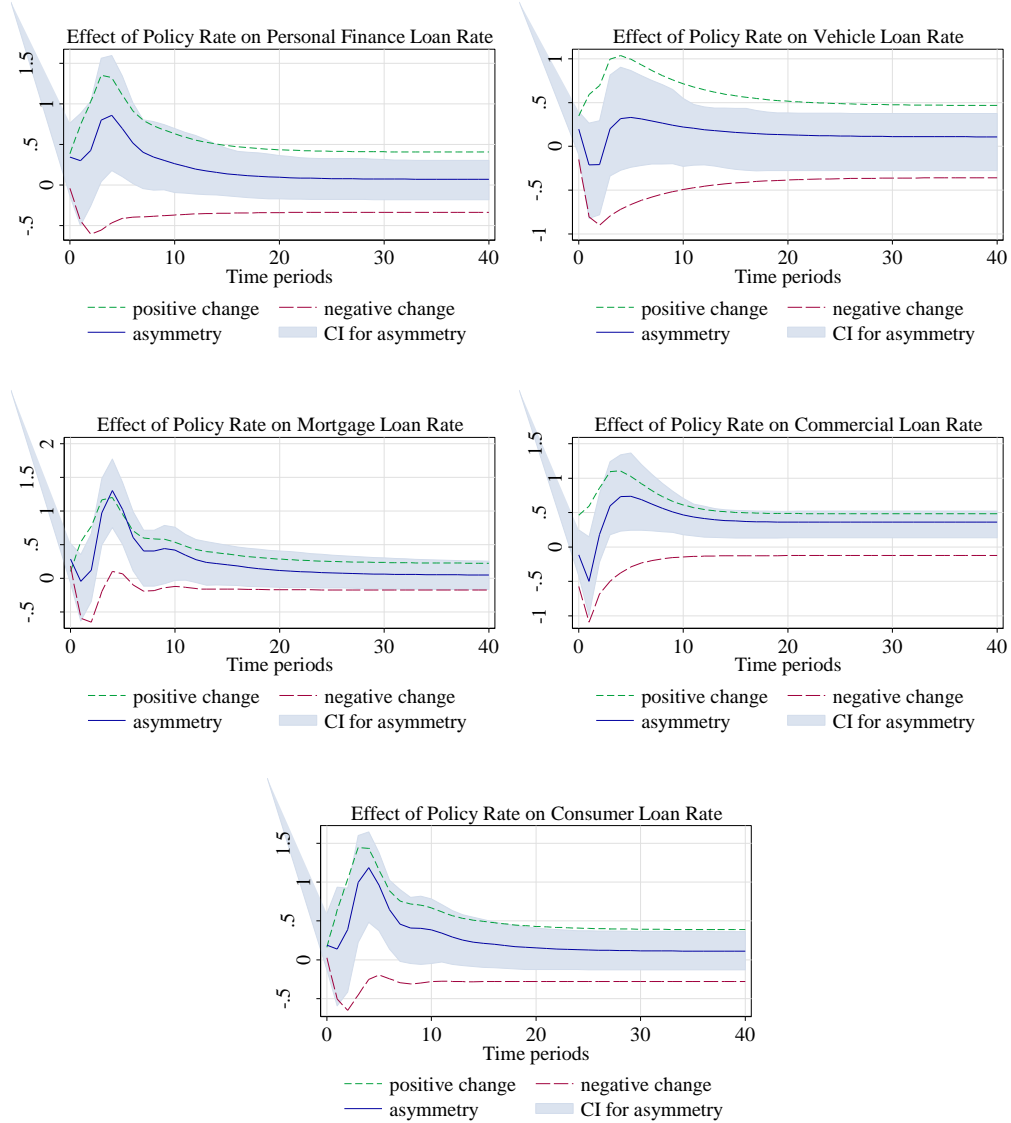 Effect of Policy Rate on Personal Finance Loan Rate
1.5
1
.5
0
-.5
0 10 20 30 40
Time periods
positive change negative change
asymmetry CI for asymmetry
Effect of Policy Rate on Vehicle Loan Rate
1
.5
0
-.5
-1
0 10 20 30 40
Time periods
positive change negative change
asymmetry CI for asymmetry
Effect of Policy Rate on Mortgage Loan Rate
2
1.5
1
.5
0
-.5
0 10 20 30 40
Time periods
positive change negative change
asymmetry CI for asymmetry
Effect of Policy Rate on Commercial Loan Rate
1.5
1
.5
0
-.5
-1
0 10 20 30 40
Time periods
positive change negative change
asymmetry CI for asymmetry
Effect of Policy Rate on Consumer Loan Rate
1.5
1
.5
0
-.5
0 10 20 30 40
Time periods
positive change negative change
asymmetry CI for asymmetry